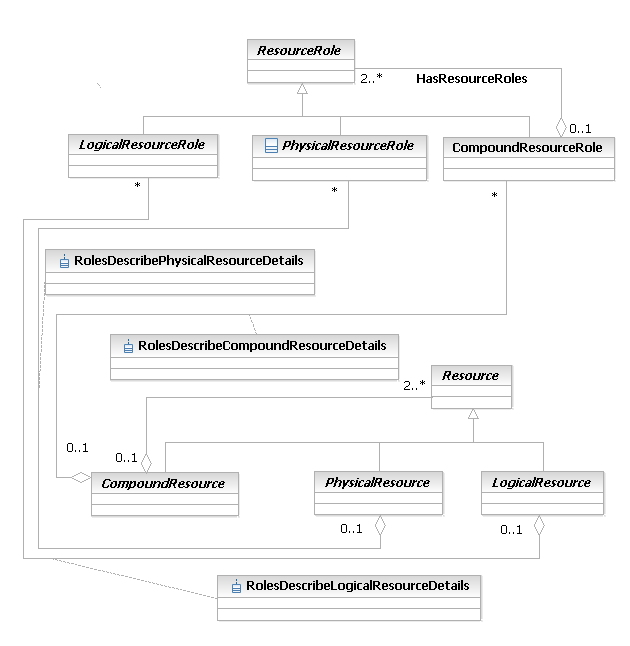 ResourceRole
2..*
HasResourceRoles
0..1
LogicalResourceRole
PhysicalResourceRole
CompoundResourceRole
*
*
*
RolesDescribePhysicalResourceDetails
RolesDescribeCompoundResourceDetails
Resource
2..*
0..1
0..1
CompoundResource
PhysicalResource
LogicalResource
0..1
0..1
RolesDescribeLogicalResourceDetails